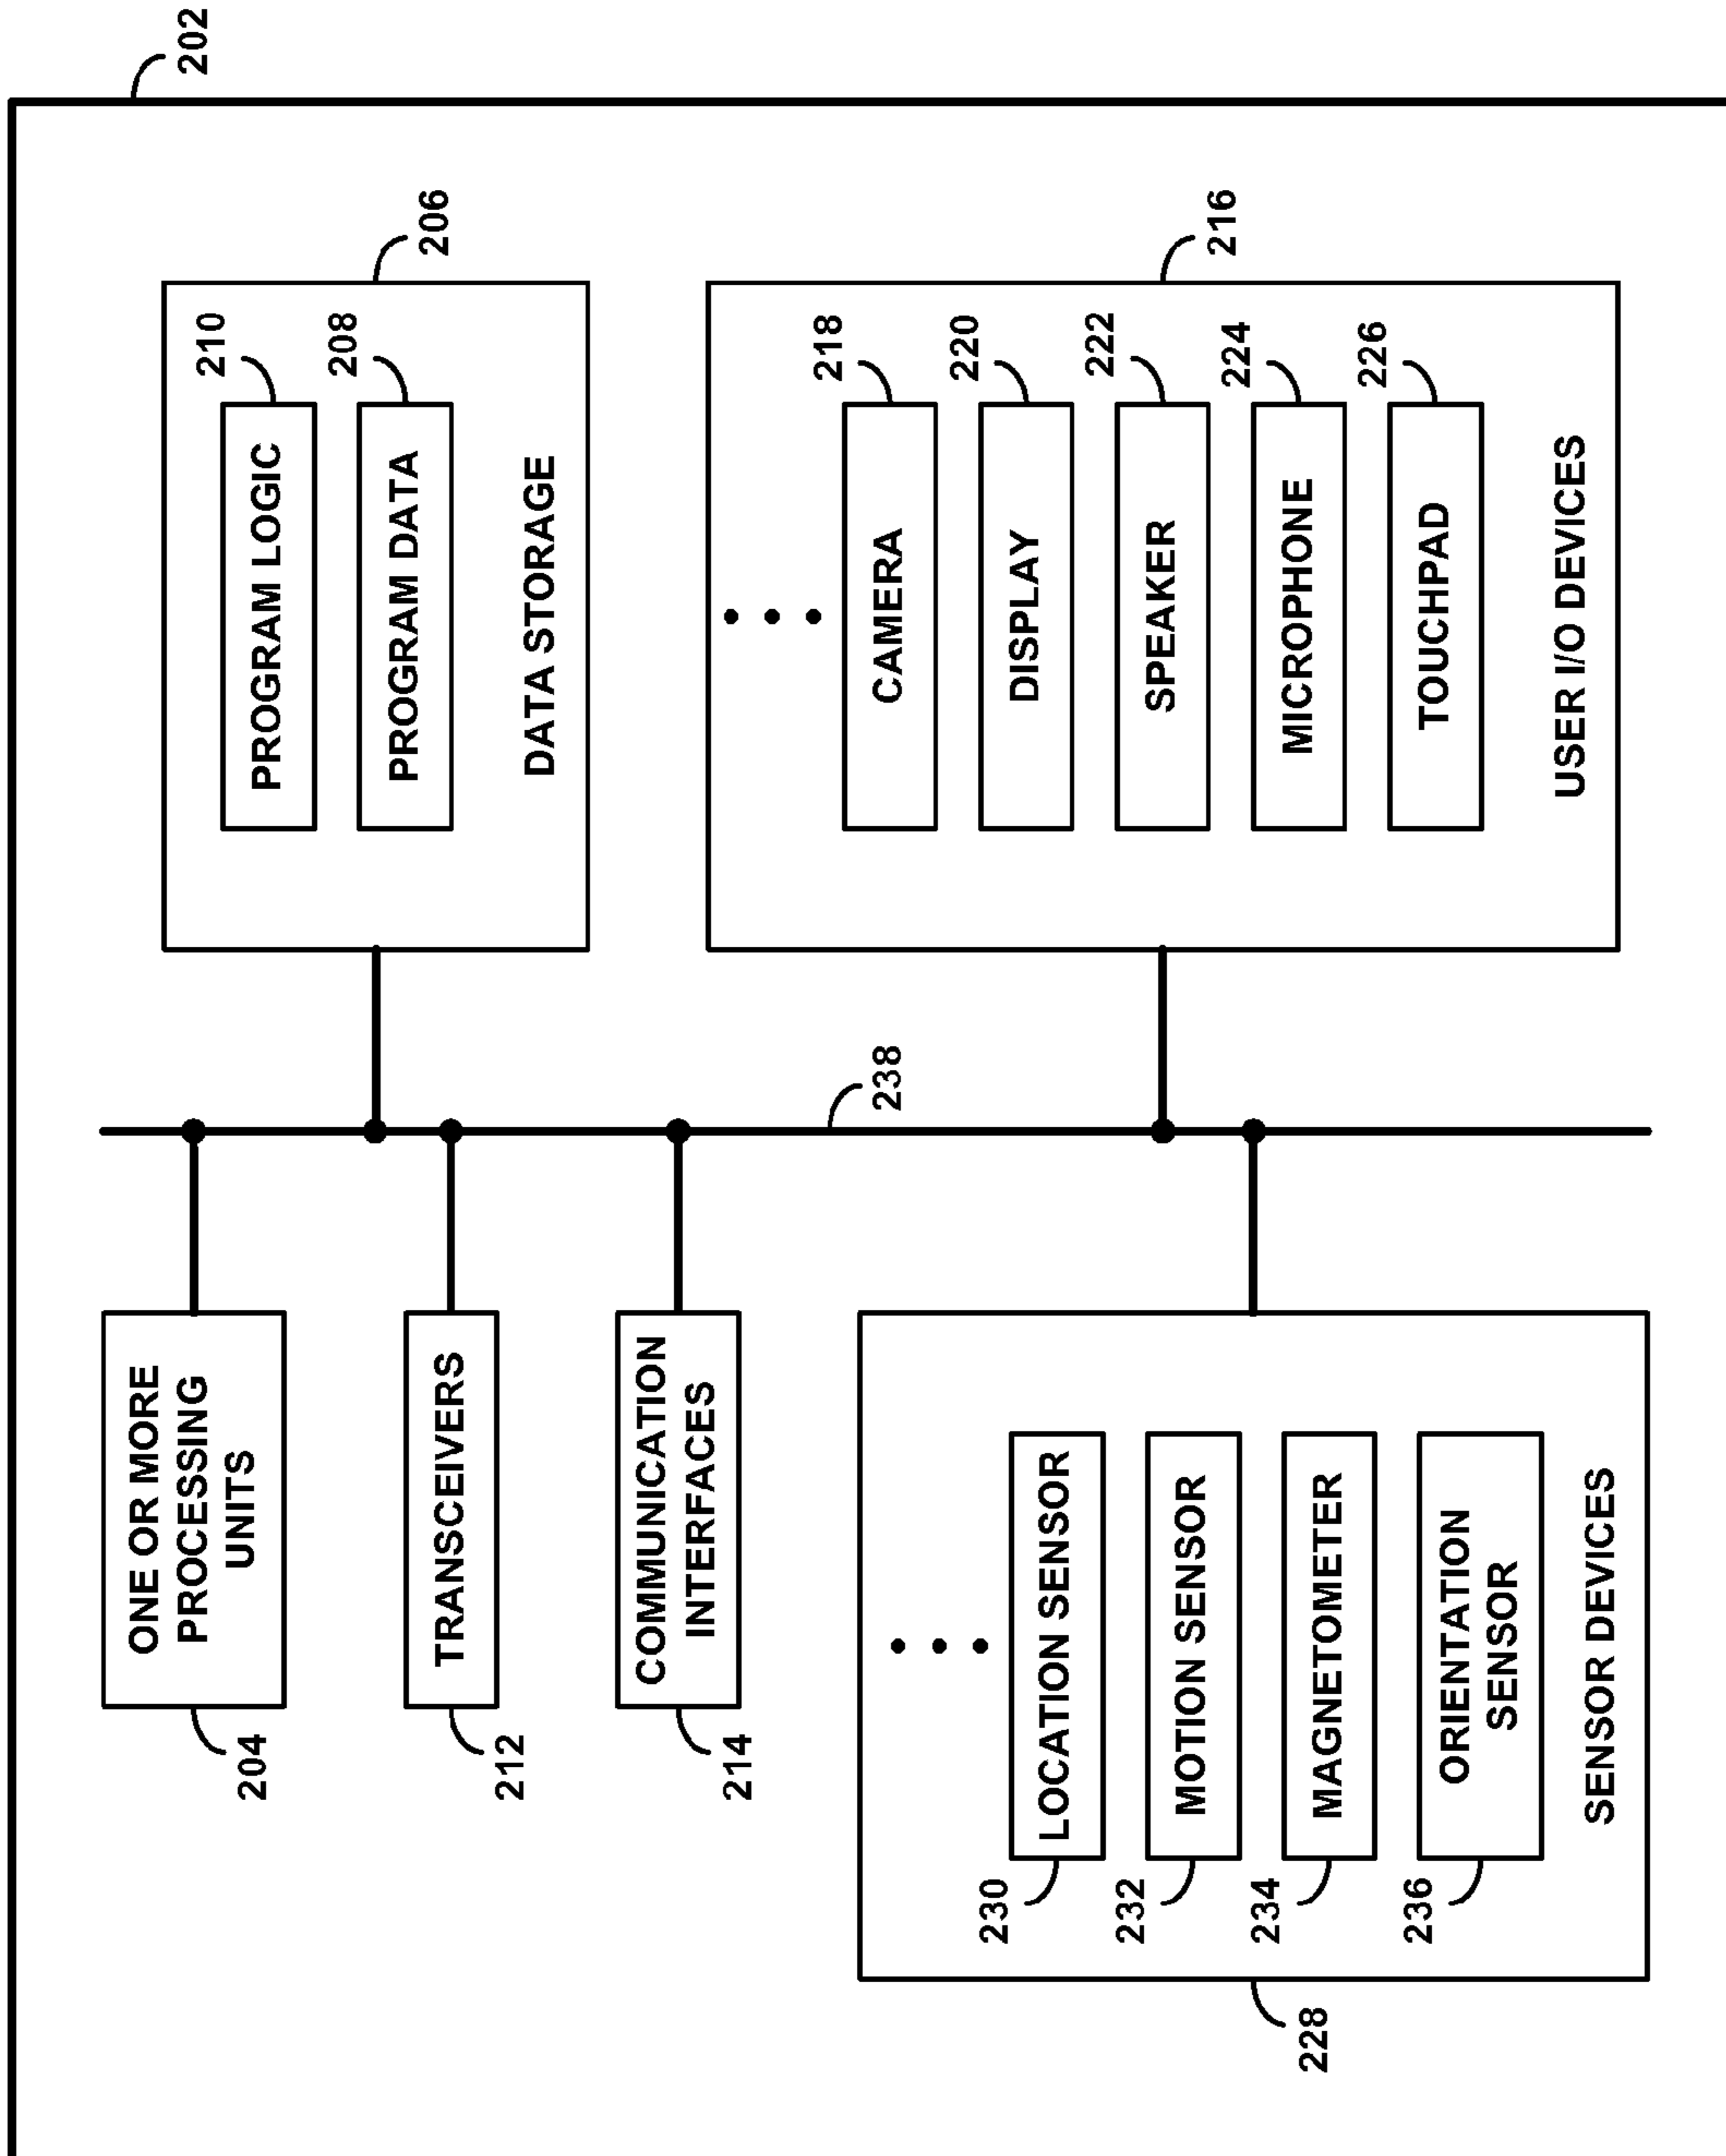 202
ONE OR MORE
PROCESSING
UNITS
204
TRANSCEIVERS
212
COMMUNICATION
INTERFACES
214
LOCATION SENSOR
230
MOTION SENSOR
232
MAGNETOMETER
234
ORIENTATION
SENSOR
236
SENSOR DEVICES
228
238
206
PROGRAM LOGIC
210
PROGRAM DATA
208
DATA STORAGE
216
CAMERA
218
DISPLAY
220
SPEAKER
222
MICROPHONE
224
TOUCHPAD
226
USER I/O DEVICES